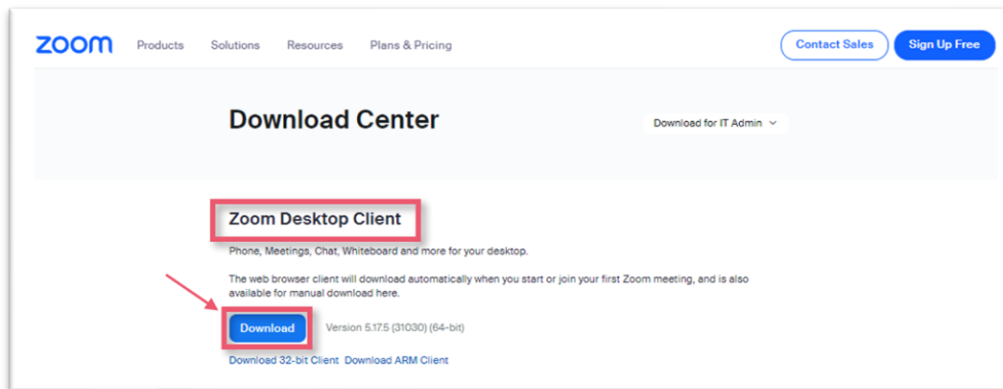 zoom Products Solutions Resources Plans & Pricing Contact Sales Sign Up Free
Download Center
Download for IT Admin
Zoom Desktop Client
Phone, Meetings, Chat, Whiteboard and more for your desktop.
The web browser client will download automatically when you start or join your first Zoom meeting, and is also
available for manual download here.
Download Version 5.17.5 (31030) (64-bit)
Download 32-bit Client Download ARM Client